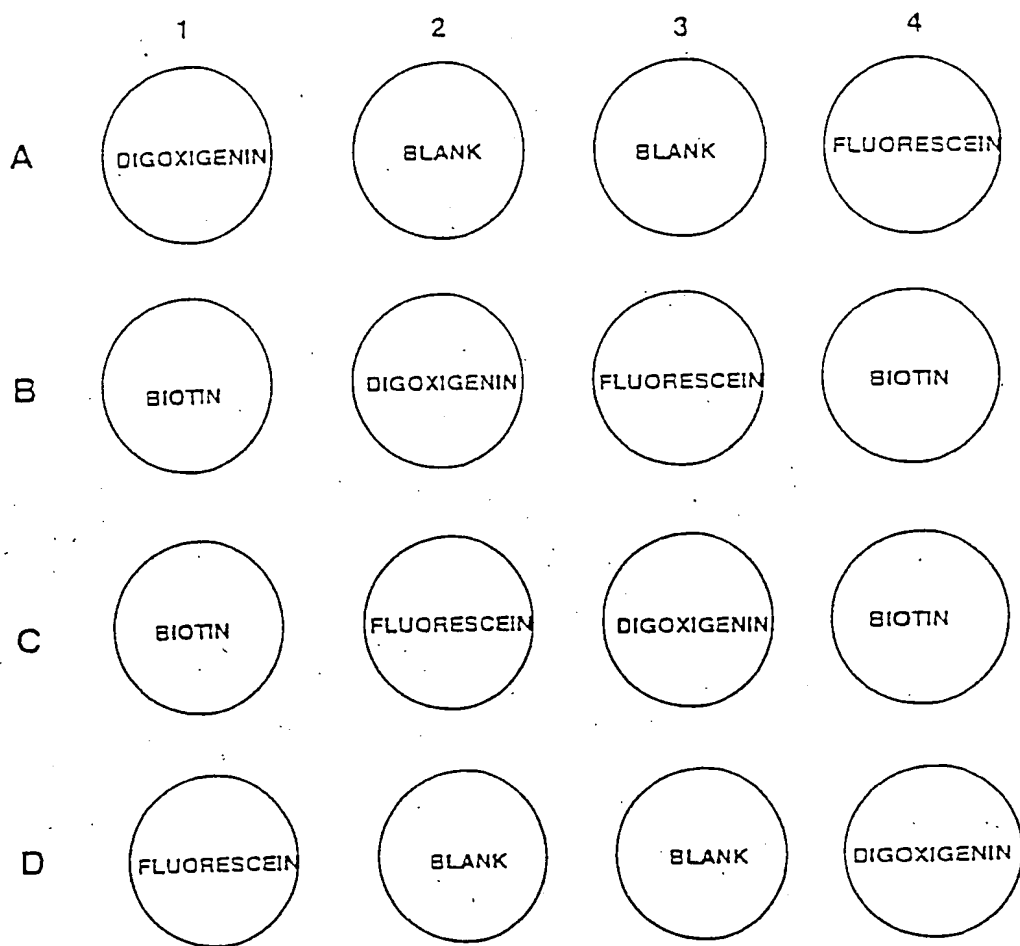 1 2 3 4
A DIGOXIGENIN BLANK BLANK FLUORESCEIN
B BIOTIN DIGOXIGENIN FLUORESCEIN BIOTIN
C BIOTIN FLUORESCEIN DIGOXIGENIN BIOTIN
D FLUORESCEIN BLANK BLANK DIGOXIGENIN